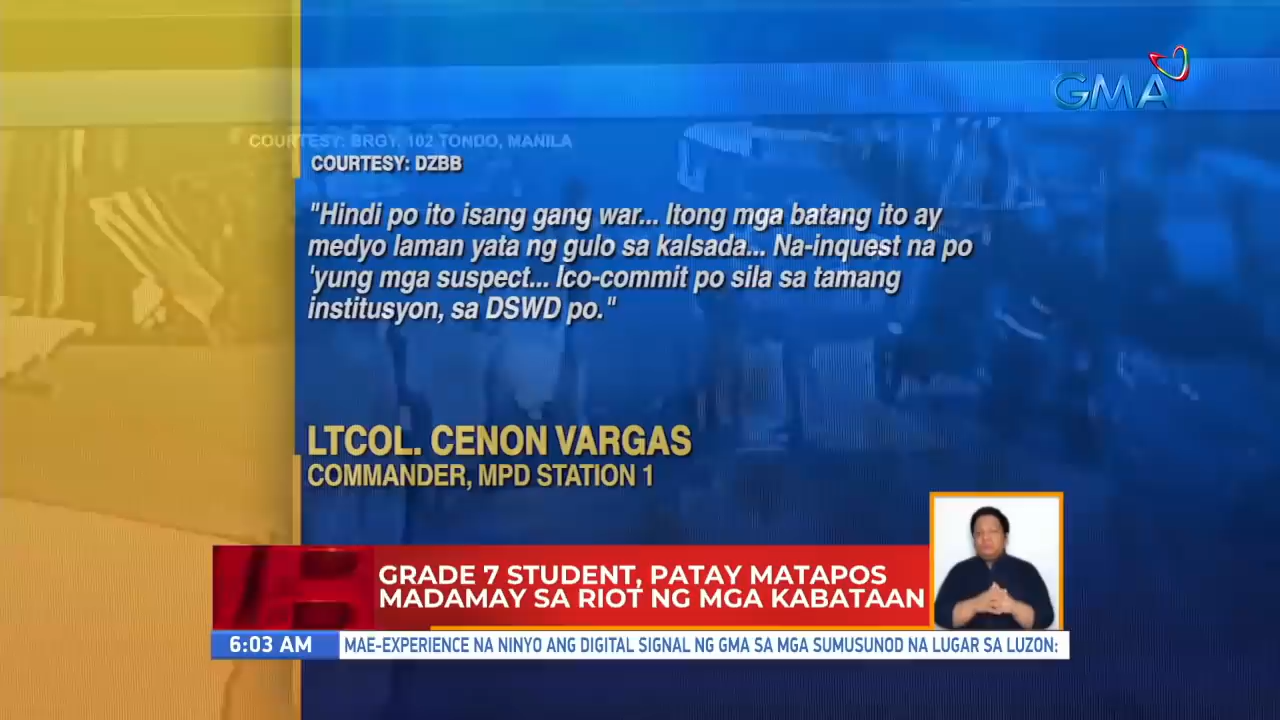 GMA
COURTESY: BRGY. 102 TONDO, MANILA
COURTESY: DZBB
"Hindi po ito isang gang war... Itong mga batang ito ay
medyo laman yata ng gulo sa kalsada... Na-inquest na po
'yung mga suspect... Ico-commit po sila sa tamang
institusyon, sa DSWD po."
LTCOL. CENON VARGAS
COMMANDER, MPD STATION 1
GRADE 7 STUDENT, PATAY MATAPOS
MADAMAY SA RIOT NG MGA KABATAAN
6:03 AM
MAE-EXPERIENCE NA NINYO ANG DIGITAL SIGNAL NG GMA SA MGA SUMUSUNOD NA LUGAR SA LUZON: